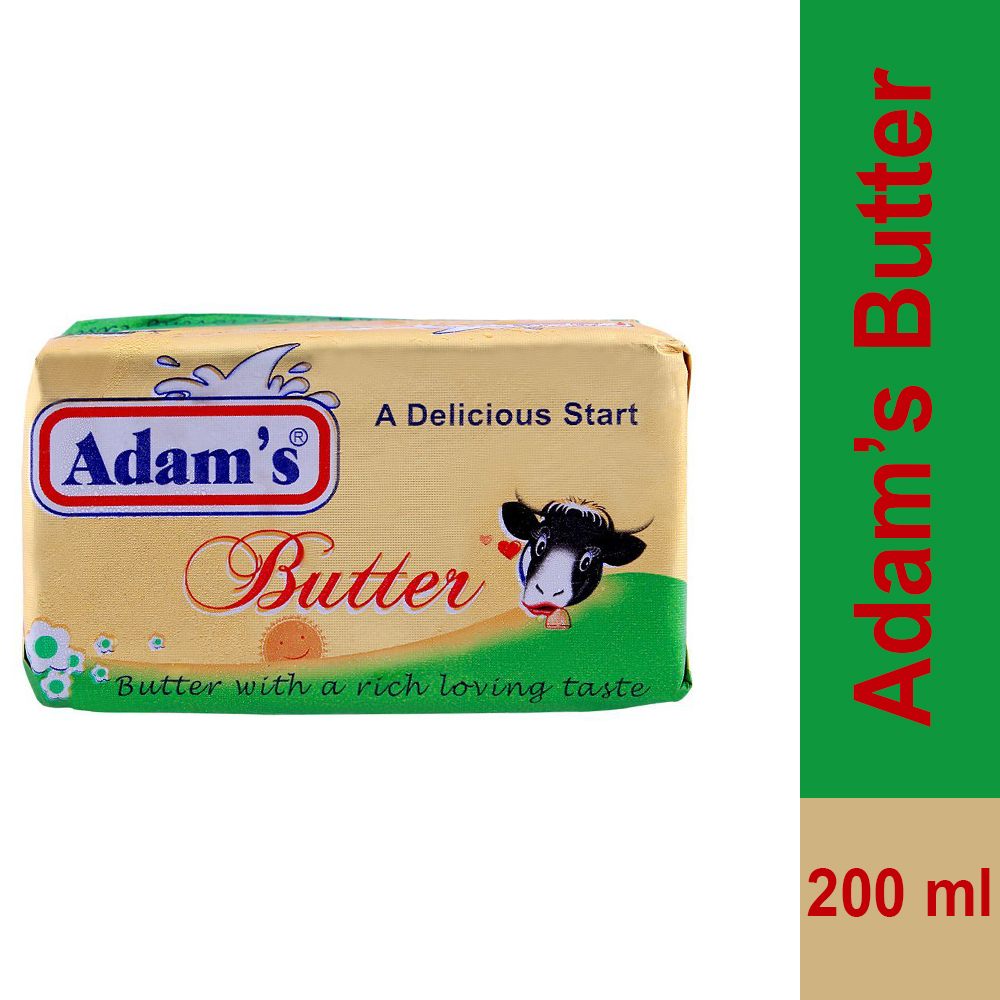 A Delicious Start
Adam's®
Butter
Butter with a rich loving taste
Adam's Butter
200 ml